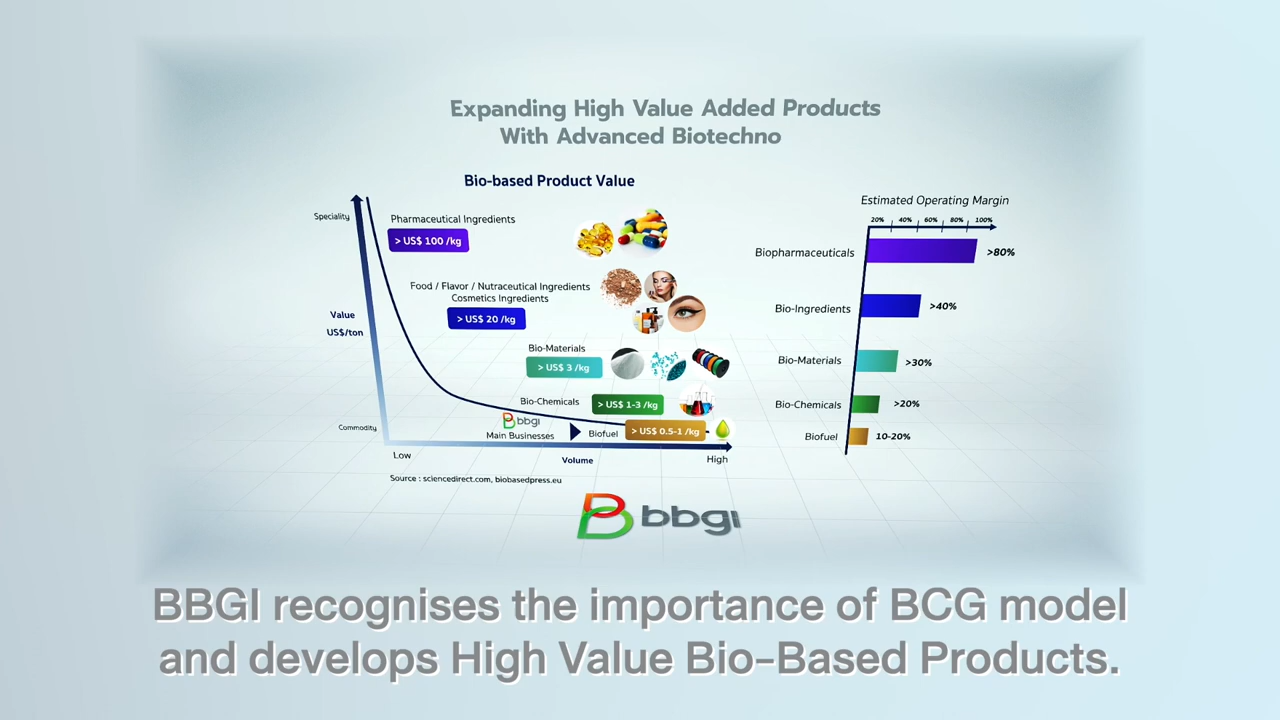 Expanding High Value Added Products
With Advanced Biotechno
Bio-based Product Value
Speciality
Value
US$/ton
Commodity
Pharmaceutical Ingredients
> US$ 100 /kg
Food / Flavor / Nutraceutical Ingredients
Cosmetics Ingredients
> US$ 20 /kg
Bio-Materials
> US$ 3 /kg
Bio-Chemicals
> US$ 1-3 /kg
bbgi
Main Businesses
Biofuel
> US$ 0.5-1 /kg
Low
Volume
High
Source : sciencedirect.com, biobasedpress.eu
Estimated Operating Margin
20% 40% 60% 80% 100%
Biopharmaceuticals >80%
Bio-Ingredients >40%
Bio-Materials >30%
Bio-Chemicals >20%
Biofuel 10-20%
bbgi
BBGI recognises the importance of BCG model
and develops High Value Bio-Based Products.